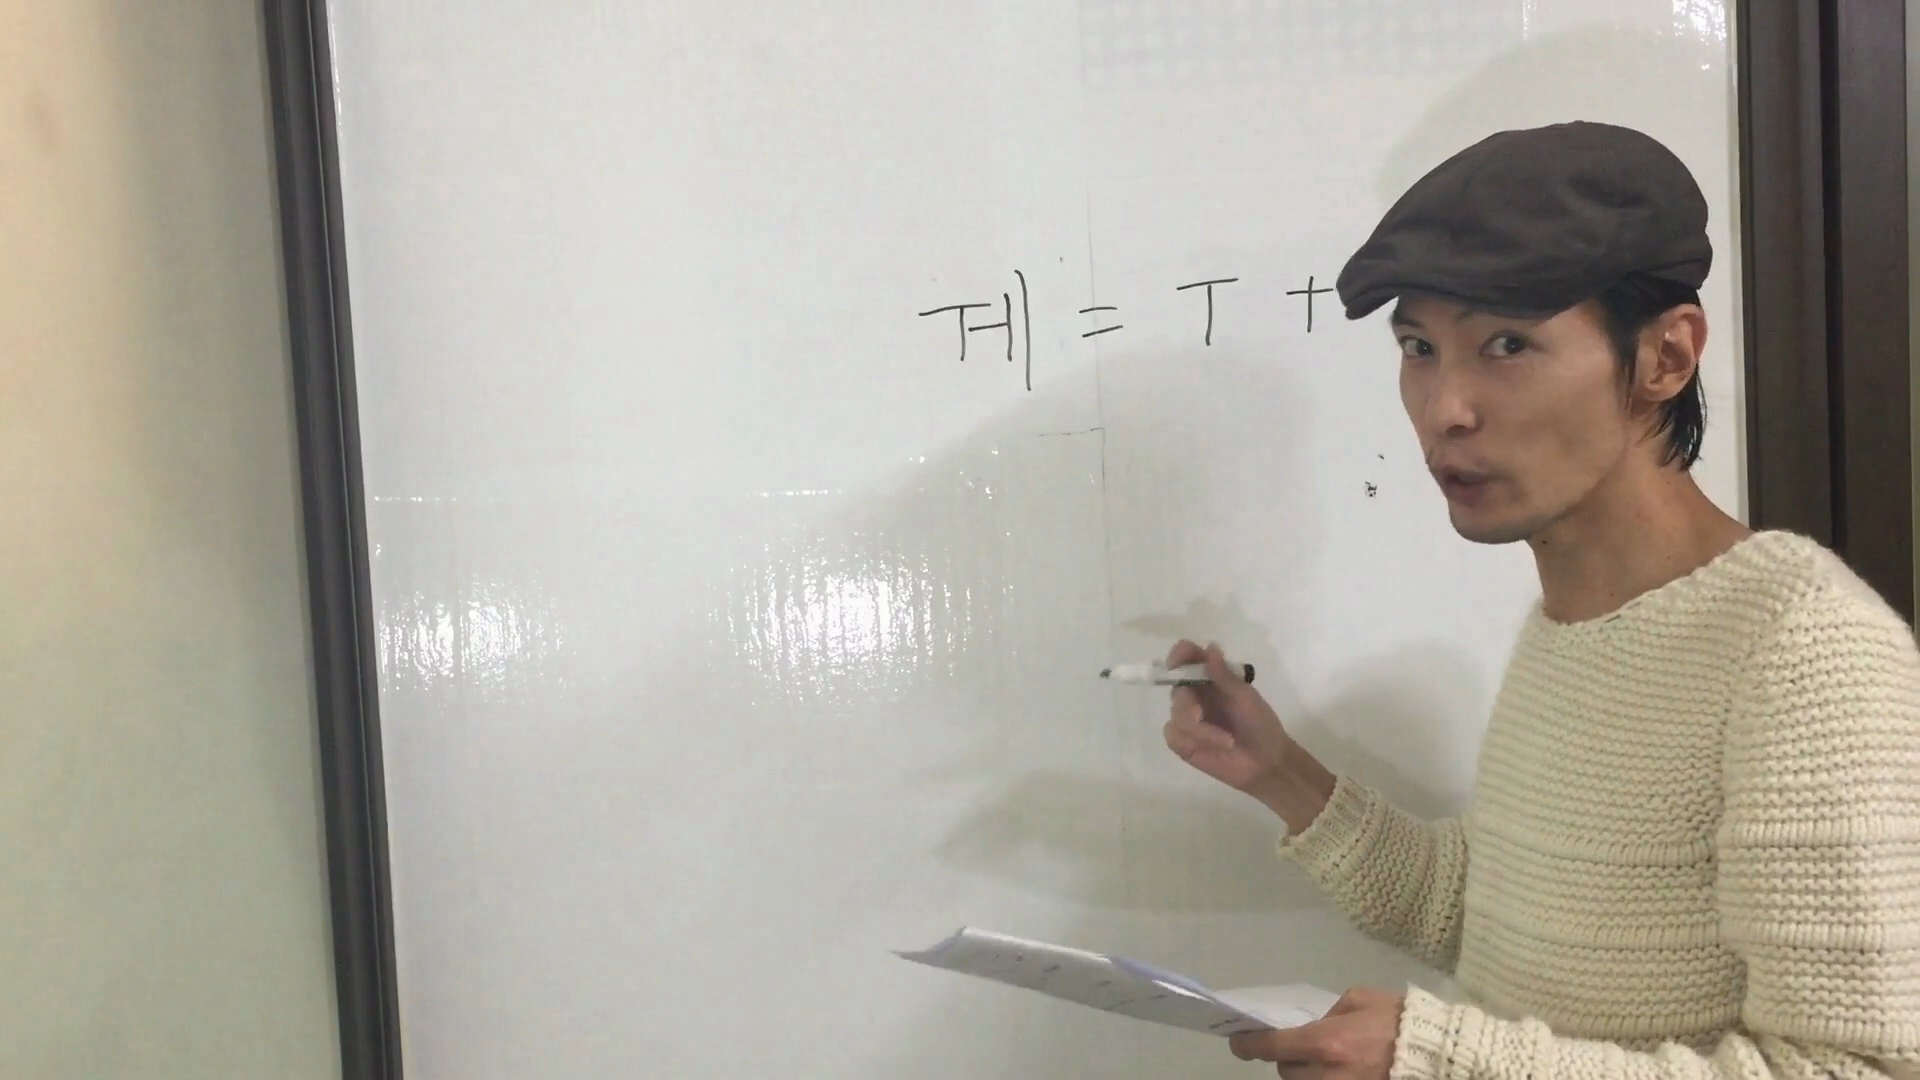 ㅞ = ㅜ +